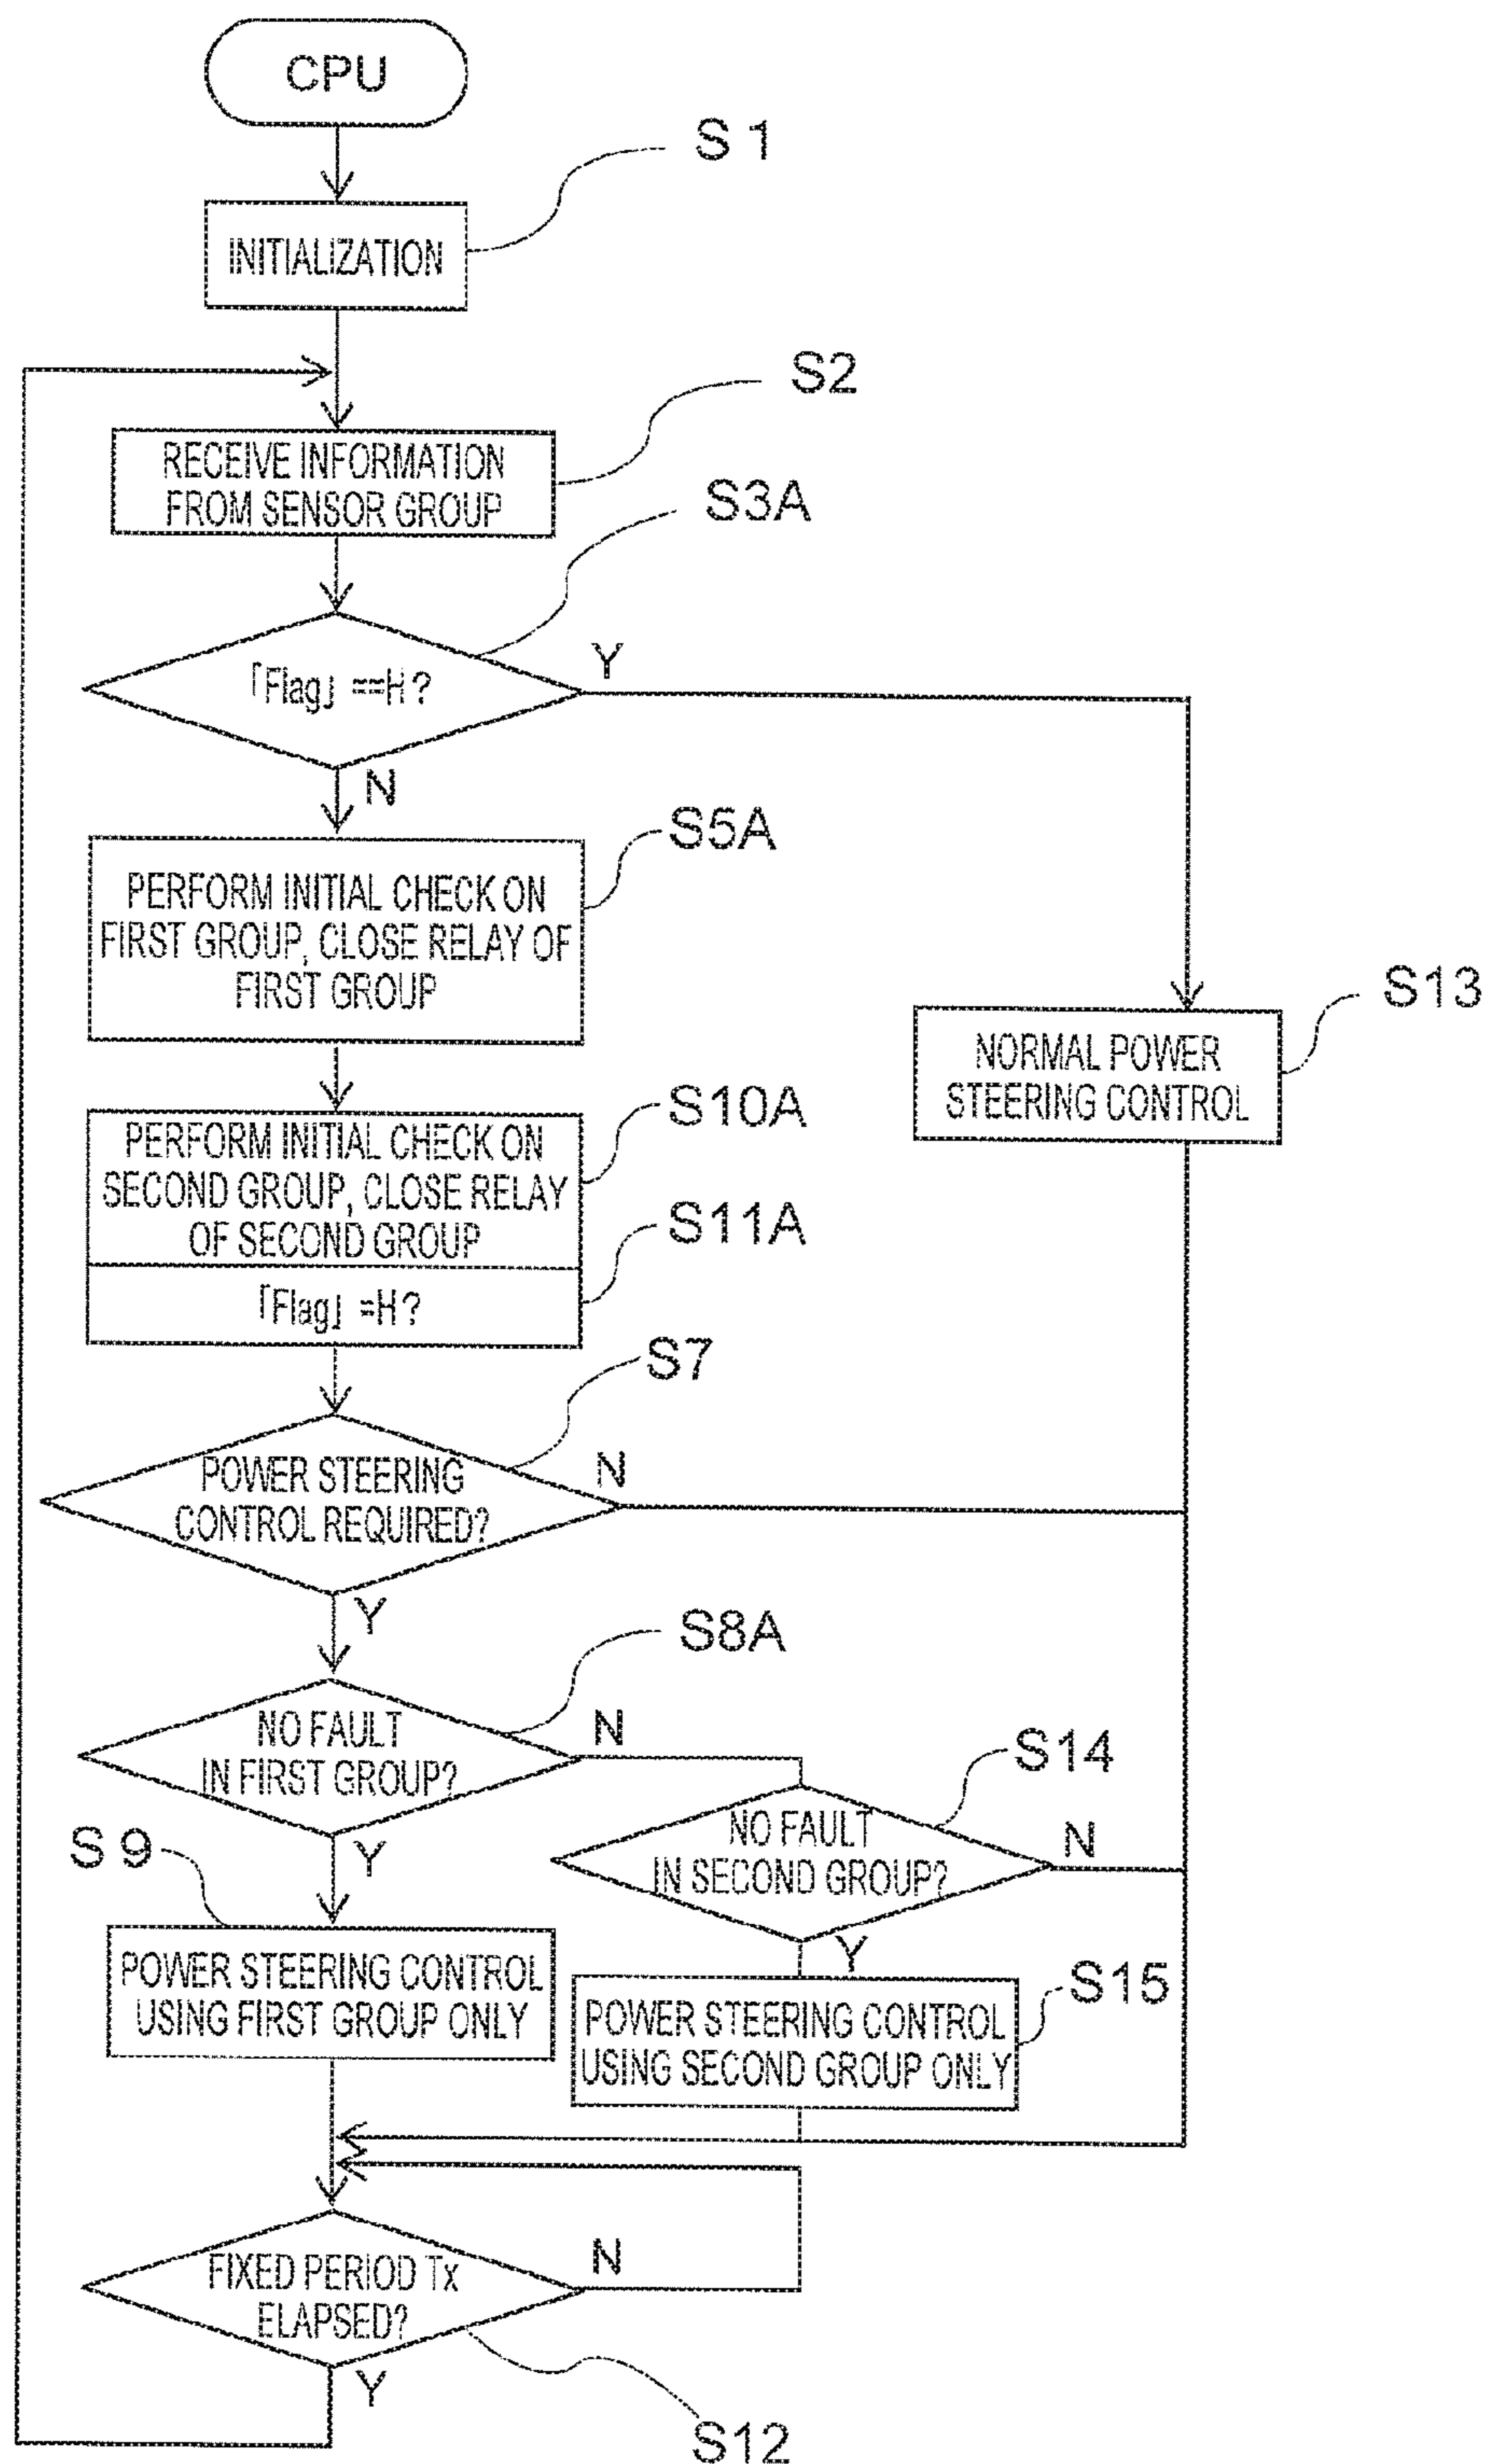 CPU
S 1
INITIALIZATION
S2
RECEIVE INFORMATION
FROM SENSOR GROUP
S3A
「Flag」 ==H?
Y
N
S5A
PERFORM INITIAL CHECK ON
FIRST GROUP, CLOSE RELAY OF
FIRST GROUP
S13
NORMAL POWER
STEERING CONTROL
S10A
PERFORM INITIAL CHECK ON
SECOND GROUP, CLOSE RELAY
OF SECOND GROUP
S11A
「Flag」 =H?
S7
POWER STEERING
CONTROL REQUIRED?
N
Y
S8A
NO FAULT
IN FIRST GROUP?
N
Y
S14
NO FAULT
IN SECOND GROUP?
N
Y
S 9
POWER STEERING CONTROL
USING FIRST GROUP ONLY
S15
POWER STEERING CONTROL
USING SECOND GROUP ONLY
FIXED PERIOD Tx
ELAPSED?
N
Y
S12